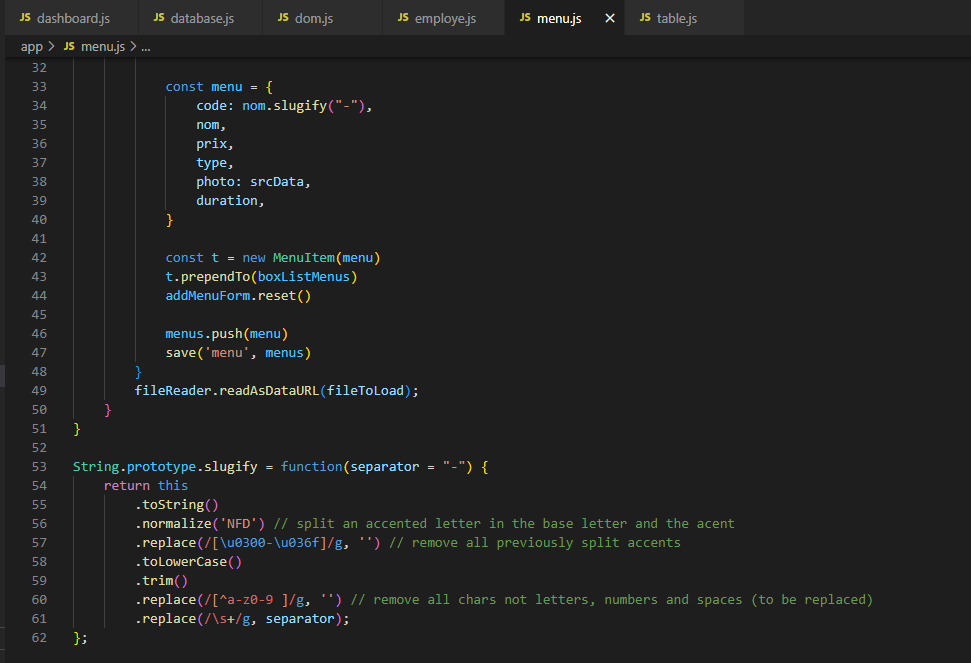 JS dashboard.js JS database.js JS dom.js JS employe.js JS menu.js × JS table.js
app > JS menu.js > ...
32
33 const menu = {
34 code: nom.slugify("-"),
35 nom,
36 prix,
37 type,
38 photo: srcData,
39 duration,
40 }
41
42 const t = new MenuItem(menu)
43 t.prependTo(boxListMenus)
44 addMenuForm.reset()
45
46 menus.push(menu)
47 save('menu', menus)
48 }
49 fileReader.readAsDataURL(fileToLoad);
50 }
51 }
52
53 String.prototype.slugify = function(separator = "-") {
54 return this
55 .toString()
56 .normalize('NFD') // split an accented letter in the base letter and the acent
57 .replace(/[\u0300-\u036f]/g, '') // remove all previously split accents
58 .toLowerCase()
59 .trim()
60 .replace(/[^a-z0-9 ]/g, '') // remove all chars not letters, numbers and spaces (to be replaced)
61 .replace(/\s+/g, separator);
62 };